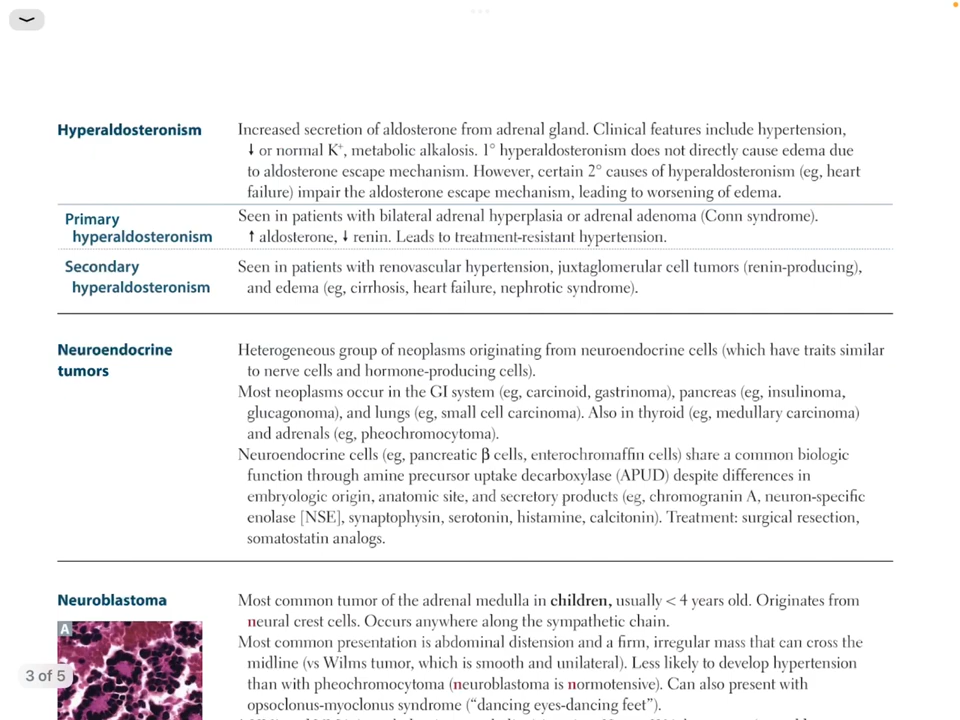 Hyperaldosteronism
Increased secretion of aldosterone from adrenal gland. Clinical features include hypertension,
↓ or normal K⁺, metabolic alkalosis. 1° hyperaldosteronism does not directly cause edema due
to aldosterone escape mechanism. However, certain 2° causes of hyperaldosteronism (eg, heart
failure) impair the aldosterone escape mechanism, leading to worsening of edema.
Primary
hyperaldosteronism
Seen in patients with bilateral adrenal hyperplasia or adrenal adenoma (Conn syndrome).
↑ aldosterone, ↓ renin. Leads to treatment-resistant hypertension.
Secondary
hyperaldosteronism
Seen in patients with renovascular hypertension, juxtaglomerular cell tumors (renin-producing),
and edema (eg, cirrhosis, heart failure, nephrotic syndrome).
Neuroendocrine
tumors
Heterogeneous group of neoplasms originating from neuroendocrine cells (which have traits similar
to nerve cells and hormone-producing cells).
Most neoplasms occur in the GI system (eg, carcinoid, gastrinoma), pancreas (eg, insulinoma,
glucagonoma), and lungs (eg, small cell carcinoma). Also in thyroid (eg, medullary carcinoma)
and adrenals (eg, pheochromocytoma).
Neuroendocrine cells (eg, pancreatic β cells, enterochromaffin cells) share a common biologic
function through amine precursor uptake decarboxylase (APUD) despite differences in
embryologic origin, anatomic site, and secretory products (eg, chromogranin A, neuron-specific
enolase [NSE], synaptophysin, serotonin, histamine, calcitonin). Treatment: surgical resection,
somatostatin analogs.
Neuroblastoma
Most common tumor of the adrenal medulla in children, usually < 4 years old. Originates from
neural crest cells. Occurs anywhere along the sympathetic chain.
Most common presentation is abdominal distension and a firm, irregular mass that can cross the
midline (vs Wilms tumor, which is smooth and unilateral). Less likely to develop hypertension
than with pheochromocytoma (neuroblastoma is normotensive). Can also present with
opsoclonus-myoclonus syndrome (“dancing eyes-dancing feet”).
A
3 of 5